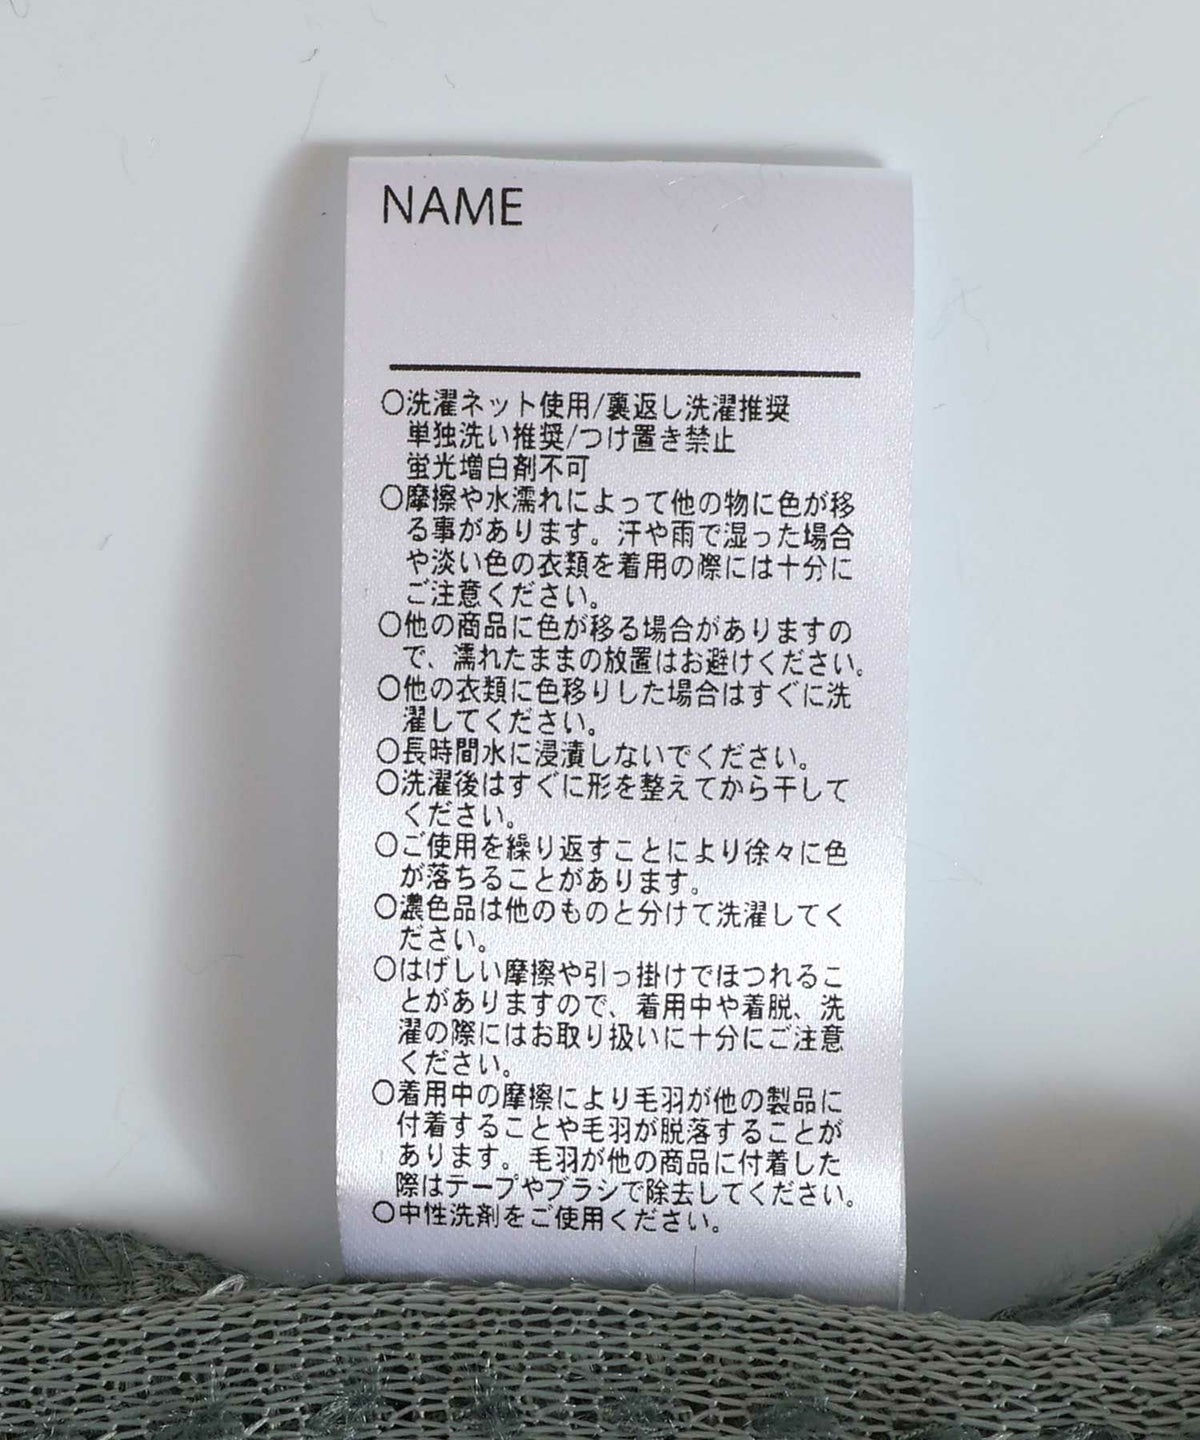 NAME
○洗濯ネット使用/裏返し洗濯推奨
単独洗い推奨/つけ置き禁止
蛍光増白剤不可
○摩擦や水濡れによって他の物に色が移
る事があります。汗や雨で湿った場合
や淡い色の衣類を着用の際には十分に
ご注意ください。
○他の商品に色が移る場合がありますの
で、濡れたままの放置はお避けください。
○他の衣類に色移りした場合はすぐに洗
濯してください。
○長時間水に浸漬しないでください。
○洗濯後はすぐに形を整えてから干して
ください。
○ご使用を繰り返すことにより徐々に色
が落ちることがあります。
○濃色品は他のものと分けて洗濯してく
ださい。
○はげしい摩擦や引っ掛けでほつれるこ
とがありますので、着用中や着脱、洗
濯の際にはお取り扱いに十分にご注意
ください。
○着用中の摩擦により毛羽が他の製品に
付着することや毛羽が脱落することが
あります。毛羽が他の商品に付着した
際はテープやブラシで除去してください。
○中性洗剤をご使用ください。